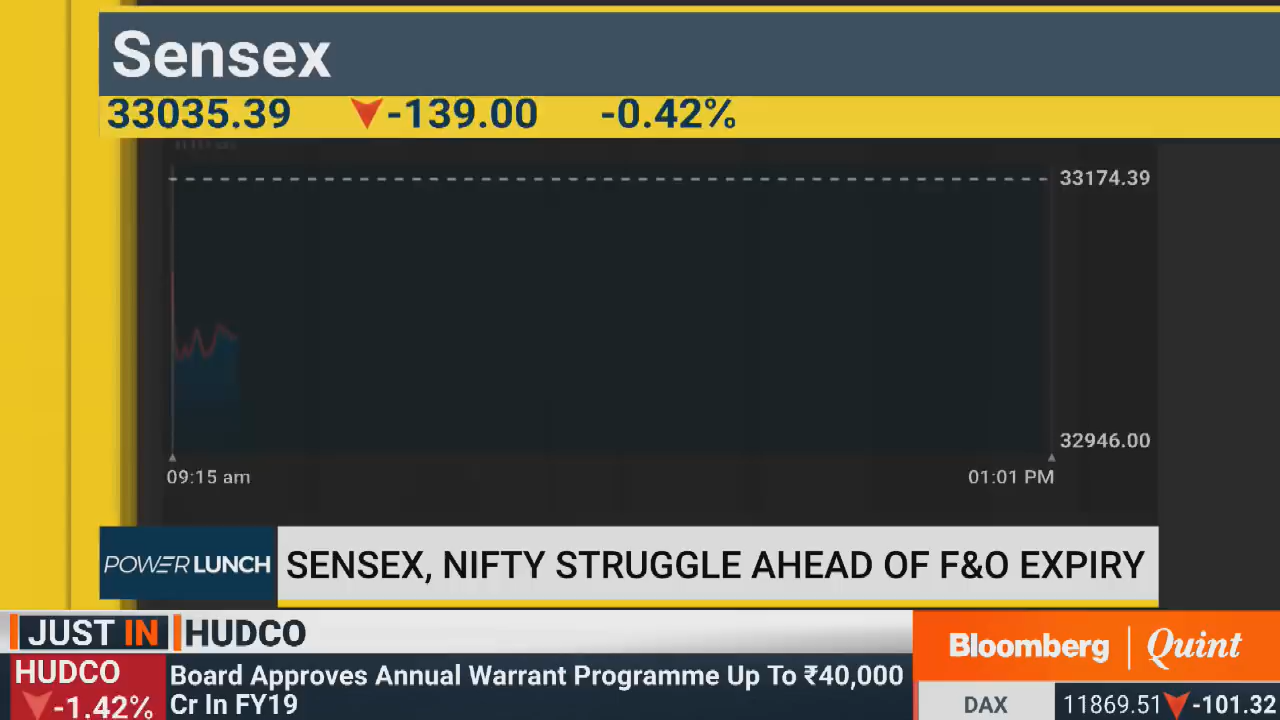 Sensex
33035.39 -139.00 -0.42%
33174.39
32946.00
09:15 am 01:01 PM
POWER LUNCH SENSEX, NIFTY STRUGGLE AHEAD OF F&O EXPIRY
JUST IN HUDCO
HUDCO
-1.42%
Board Approves Annual Warrant Programme Up To ₹40,000
Cr In FY19
Bloomberg | Quint
DAX 11869.51 -101.32